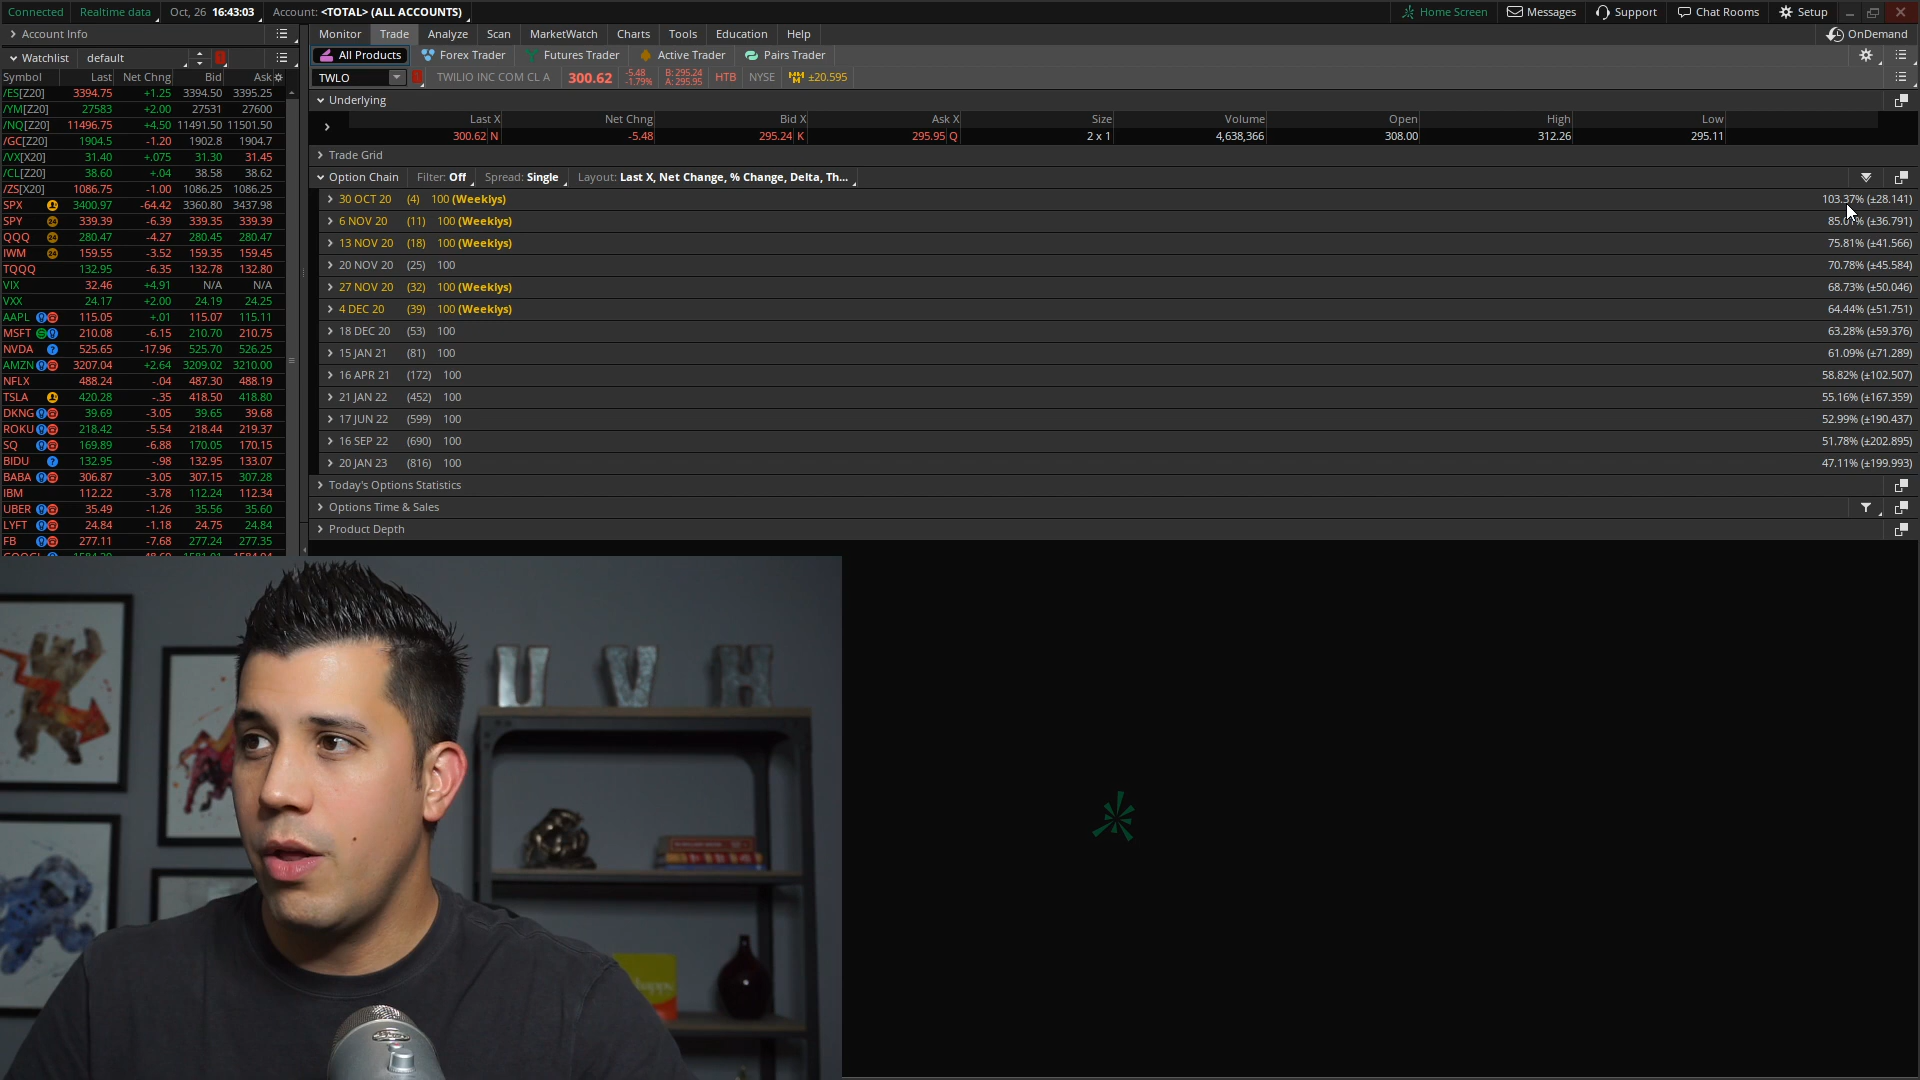 Connected Realtime data Oct, 26 16:43:03 Account: <TOTAL> (ALL ACCOUNTS) Home Screen Messages Support Chat Rooms Setup
Account Info Monitor Trade Analyze Scan MarketWatch Charts Tools Education Help OnDemand
Watchlist default All Products Forex Trader Futures Trader Active Trader Pairs Trader
TWLO TWILIO INC COM CL A 300.62 -5.48 -1.79% B: 295.24 A: 295.95 HTB NYSE ±20.595
Symbol Last Net Chng Bid Ask
/ES[Z20] 3394.75 +1.25 3394.50 3395.25
/YM[Z20] 27583 +2.00 27531 27600
/NQ[Z20] 11496.75 +4.50 11491.50 11501.50
/GC[Z20] 1904.5 -1.20 1902.8 1904.7
/VX[X20] 31.40 +.075 31.30 31.45
/CL[Z20] 38.60 +.04 38.58 38.62
/ZS[X20] 1086.75 -1.00 1086.25 1086.25
SPX 3400.97 -64.42 3360.80 3437.98
SPY 339.39 -6.39 339.35 339.39
QQQ 280.47 -4.27 280.45 280.47
IWM 159.55 -3.52 159.35 159.45
TQQQ 132.95 -6.35 132.78 132.80
VIX 32.46 +4.91 N/A N/A
VXX 24.17 +2.00 24.19 24.25
AAPL 115.05 +.01 115.07 115.11
MSFT 210.08 -6.15 210.70 210.75
NVDA 525.65 -17.96 525.70 526.25
AMZN 3207.04 +2.64 3209.02 3210.00
NFLX 488.24 -.04 487.30 488.19
TSLA 420.28 -.35 418.50 418.80
DKNG 39.69 -3.05 39.65 39.68
ROKU 218.42 -5.54 218.44 219.37
SQ 169.89 -6.88 170.05 170.15
BIDU 132.95 -.98 132.95 133.07
BABA 306.87 -3.05 307.15 307.28
IBM 112.22 -3.78 112.24 112.34
UBER 35.49 -1.26 35.56 35.60
LYFT 24.84 -1.18 24.75 24.84
FB 277.11 -7.68 277.24 277.35
Underlying
Last X Net Chng Bid X Ask X Size Volume Open High Low
300.62 N -5.48 295.24 K 295.95 Q 2 x 1 4,638,366 308.00 312.26 295.11
Trade Grid
Option Chain Filter: Off Spread: Single Layout: Last X, Net Change, % Change, Delta, Th...
30 OCT 20 (4) 100 (Weeklys) 103.37% (±28.141)
6 NOV 20 (11) 100 (Weeklys) (±36.791)
13 NOV 20 (18) 100 (Weeklys) 75.81% (±41.566)
20 NOV 20 (25) 100 70.78% (±45.584)
27 NOV 20 (32) 100 (Weeklys) 68.73% (±50.046)
4 DEC 20 (39) 100 (Weeklys) 64.44% (±51.751)
18 DEC 20 (53) 100 63.28% (±59.376)
15 JAN 21 (81) 100 61.09% (±71.289)
16 APR 21 (172) 100 58.82% (±102.507)
21 JAN 22 (452) 100 55.16% (±167.359)
17 JUN 22 (599) 100 52.99% (±190.437)
16 SEP 22 (690) 100 51.78% (±202.895)
20 JAN 23 (816) 100 47.11% (±199.993)
Today's Options Statistics
Options Time & Sales
Product Depth
U V H